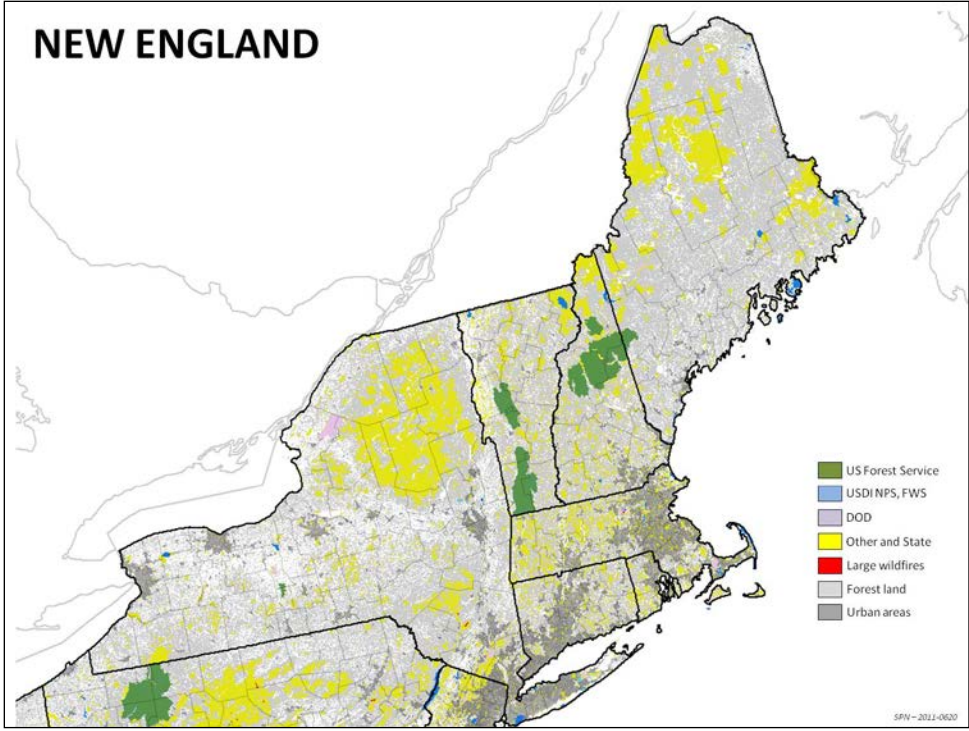 NEW ENGLAND
US Forest Service
USDI NPS, FWS
DOD
Other and State
Large wildfires
Forest land
Urban areas
SPN – 2011-0620